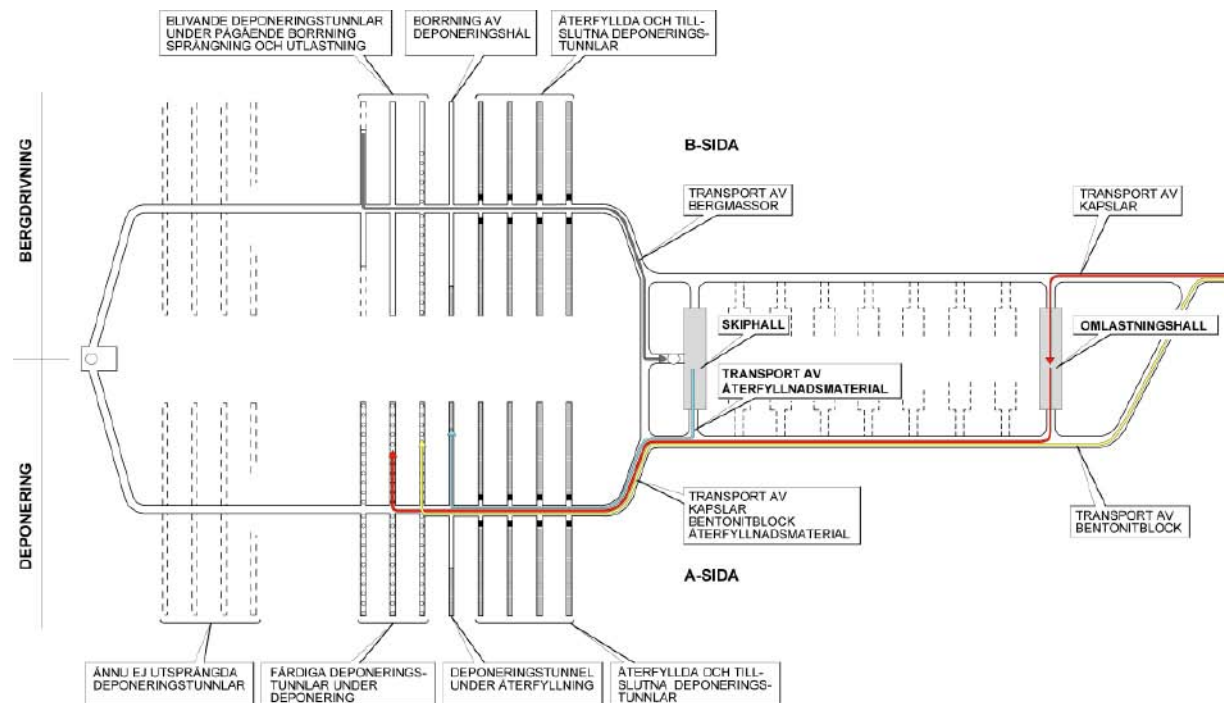 BLIVANDE DEPONERINGSTUNNLAR
UNDER PÅGÅENDE BORRNING
SPRÄNGNING OCH UTLASTNING
BORRNING AV
DEPONERINGSHÅL
ÅTERFYLLDA OCH TILL-
SLUTNA DEPONERINGS-
TUNNLAR
BERGDRIVNING
B-SIDA
TRANSPORT AV
BERGMASSOR
TRANSPORT AV
KAPSLAR
SKIPHALL
OMLASTNINGSHALL
TRANSPORT AV
ÅTERFYLLNADSMATERIAL
DEPONERING
TRANSPORT AV
KAPSLAR
BENTONITBLOCK
ÅTERFYLLNADSMATERIAL
TRANSPORT AV
BENTONITBLOCK
A-SIDA
ÄNNU EJ UTSPRÄNGDA
DEPONERINGSTUNNLAR
FÄRDIGA DEPONERINGS-
TUNNLAR UNDER
DEPONERING
DEPONERINGSTUNNEL
UNDER ÅTERFYLLNING
ÅTERFYLLDA OCH TILL-
SLUTNA DEPONERINGS-
TUNNLAR